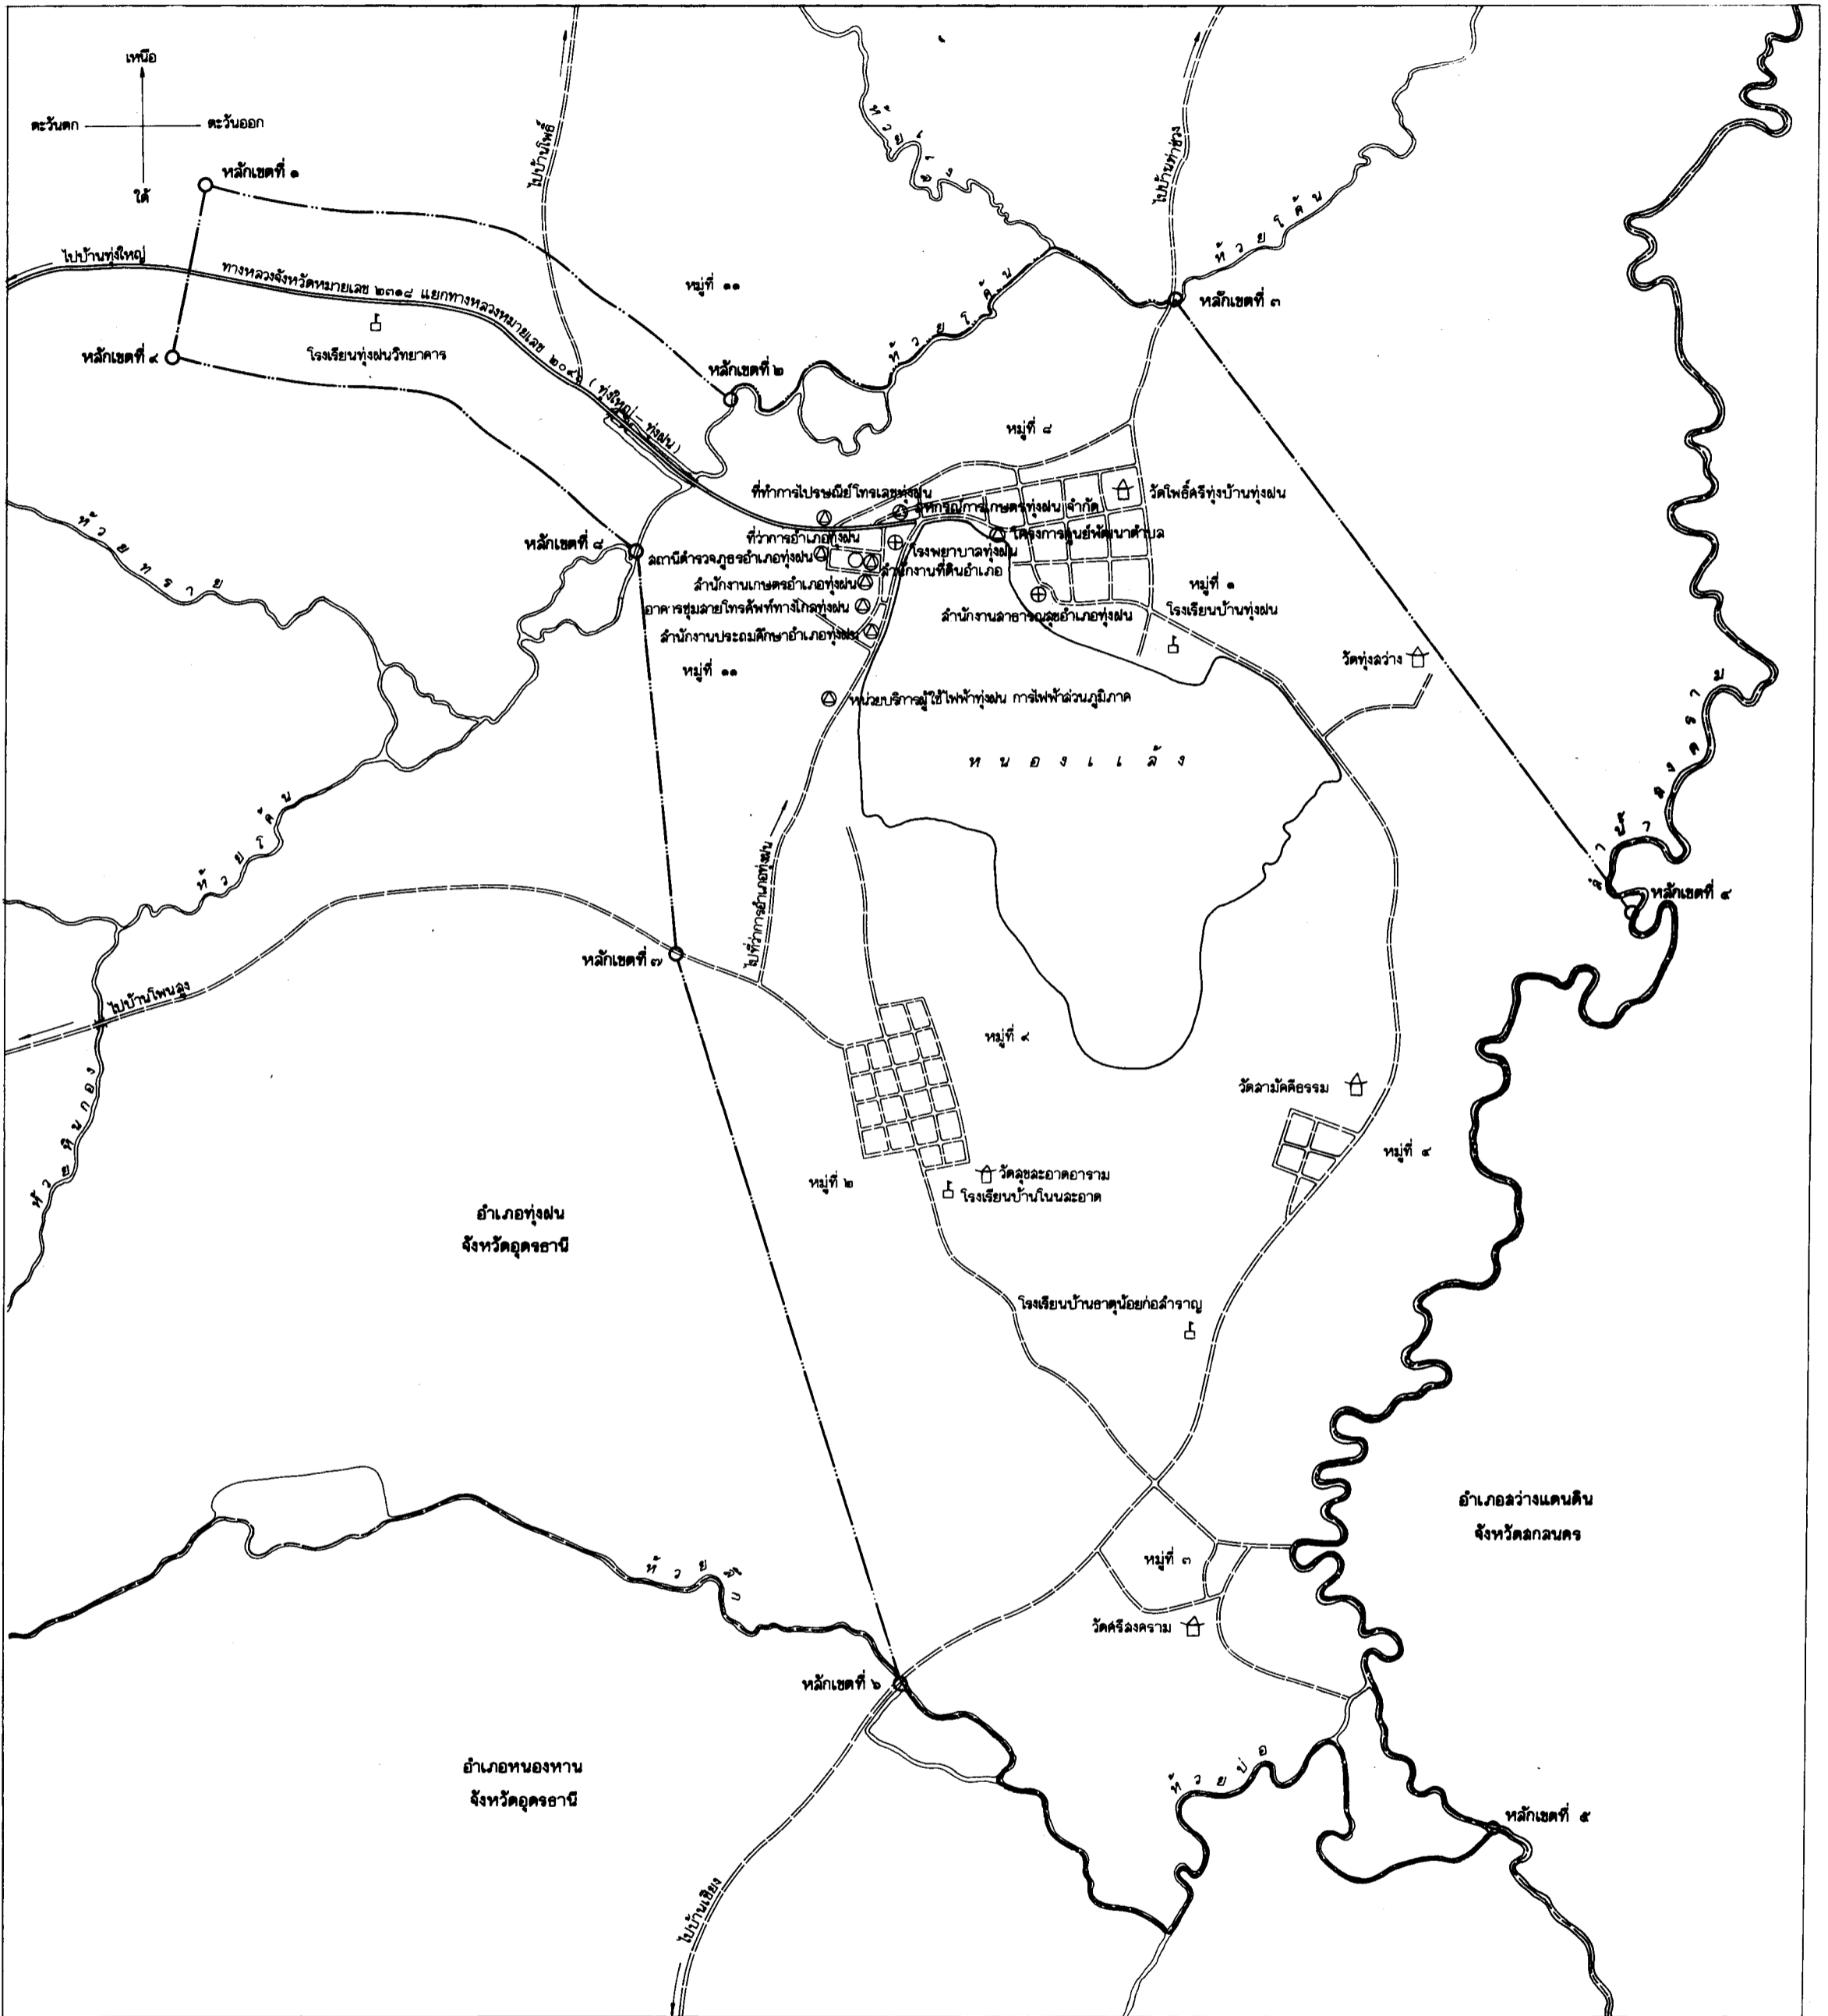 เหนือ
ตะวันตก
ตะวันออก
ใต้
หลักเขตที่ ๑
ไปบ้านโพธิ์
ห้วยช้าง
ไปบ้านท่าช่วง
ห้วยโค้น
ไปบ้านทุ่งใหญ่
ทางหลวงจังหวัดหมายเลข ๒๓๑๘ แยกทางหลวงหมายเลข
(ทุ่งใหญ่ - ทุ่งฝน)
หมู่ที่ ๑๑
หลักเขตที่ ๓
หลักเขตที่ ๙
โรงเรียนทุ่งฝนวิทยาคาร
หลักเขตที่ ๒
ห้วยโค้น
หมู่ที่ ๘
ที่ทำการไปรษณีย์โทรเลขทุ่งฝน
วัดโพธิ์ศรีทุ่งบ้านทุ่งฝน
สหกรณ์การเกษตรทุ่งฝน จำกัด
ที่ว่าการอำเภอทุ่งฝน
โครงการศูนย์พัฒนาตำบล
หลักเขตที่ ๘
สถานีตำรวจภูธรอำเภอทุ่งฝน
โรงพยาบาลทุ่งฝน
สำนักงานที่ดินอำเภอ
สำนักงานเกษตรอำเภอทุ่งฝน
หมู่ที่ ๑
อาคารชุมสายโทรศัพท์ทางไกลทุ่งฝน
สำนักงานสาธารณสุขอำเภอทุ่งฝน
โรงเรียนบ้านทุ่งฝน
สำนักงานประถมศึกษาอำเภอทุ่งฝน
ห้วยทราย
หมู่ที่ ๑๑
วัดทุ่งสว่าง
หน่วยบริการผู้ใช้ไฟฟ้าทุ่งฝน การไฟฟ้าส่วนภูมิภาค
หนองแล้ง
ลำน้ำสงคราม
ห้วยโค้น
ไปที่ว่าการอำเภอทุ่งฝน
หลักเขตที่ ๔
หลักเขตที่ ๗
ไปบ้านโพนสูง
หมู่ที่ ๙
ห้วยหินกอง
วัดสามัคคีธรรม
หมู่ที่ ๔
หมู่ที่ ๒
วัดสุขสะอาดอาราม
โรงเรียนบ้านโนนสะอาด
อำเภอทุ่งฝน
จังหวัดอุดรธานี
โรงเรียนบ้านธาตุน้อยก่อสำราญ
อำเภอสว่างแดนดิน
จังหวัดสกลนคร
หมู่ที่ ๓
วัดศรีสงคราม
หลักเขตที่ ๖
อำเภอหนองหาน
จังหวัดอุดรธานี
ห้วยบ่อ
หลักเขตที่ ๕
ไปบ้านเชียง